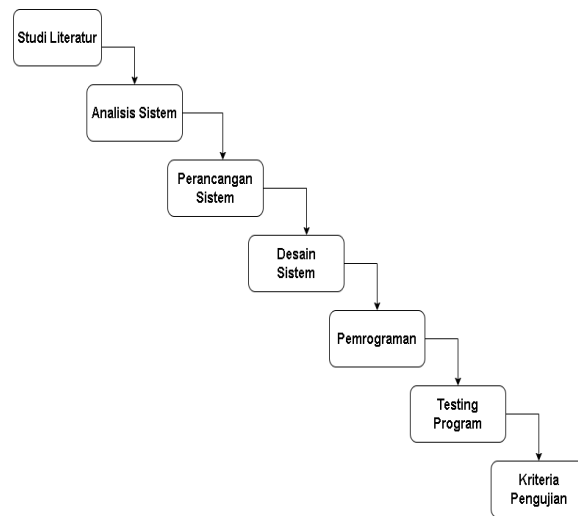 Studi Literatur
Analisis Sistem
Perancangan
Sistem
Desain
Sistem
Pemrograman
Testing
Program
Kriteria
Pengujian